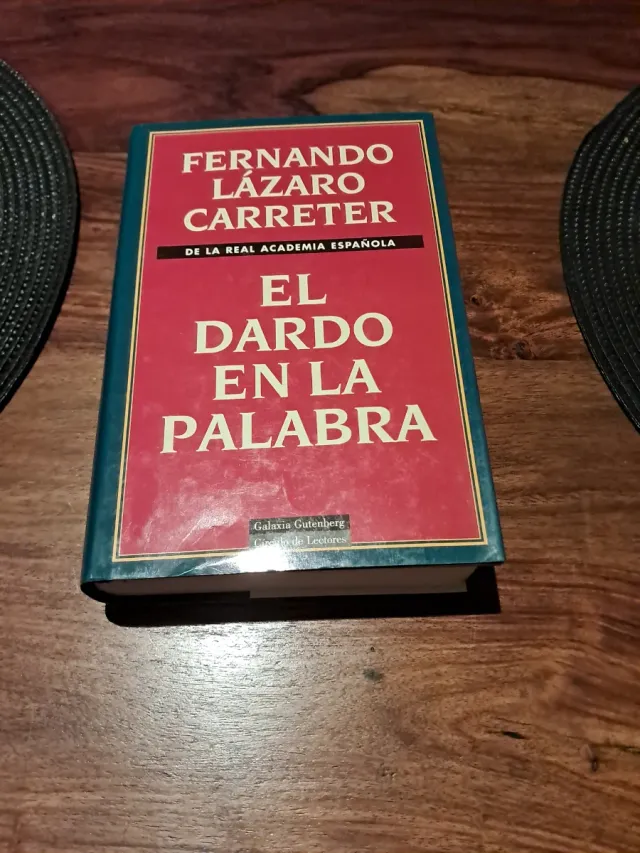 FERNANDO
LÁZARO
CARRETER
DE LA REAL ACADEMIA ESPAÑOLA
EL
DARDO
EN LA
PALABRA
Galaxia Gutenberg
Círculo de Lectores